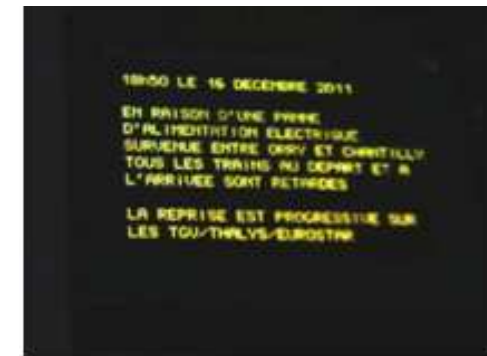 18H50 LE 16 DECEMBRE 2011
EN RAISON D'UNE PANNE
D'ALIMENTATION ELECTRIQUE
SURVENUE ENTRE ORRY ET CHANTILLY
TOUS LES TRAINS AU DEPART ET A
L'ARRIVEE SONT RETARDES
LA REPRISE EST PROGRESSIVE SUR
LES TGV/THALYS/EUROSTAR